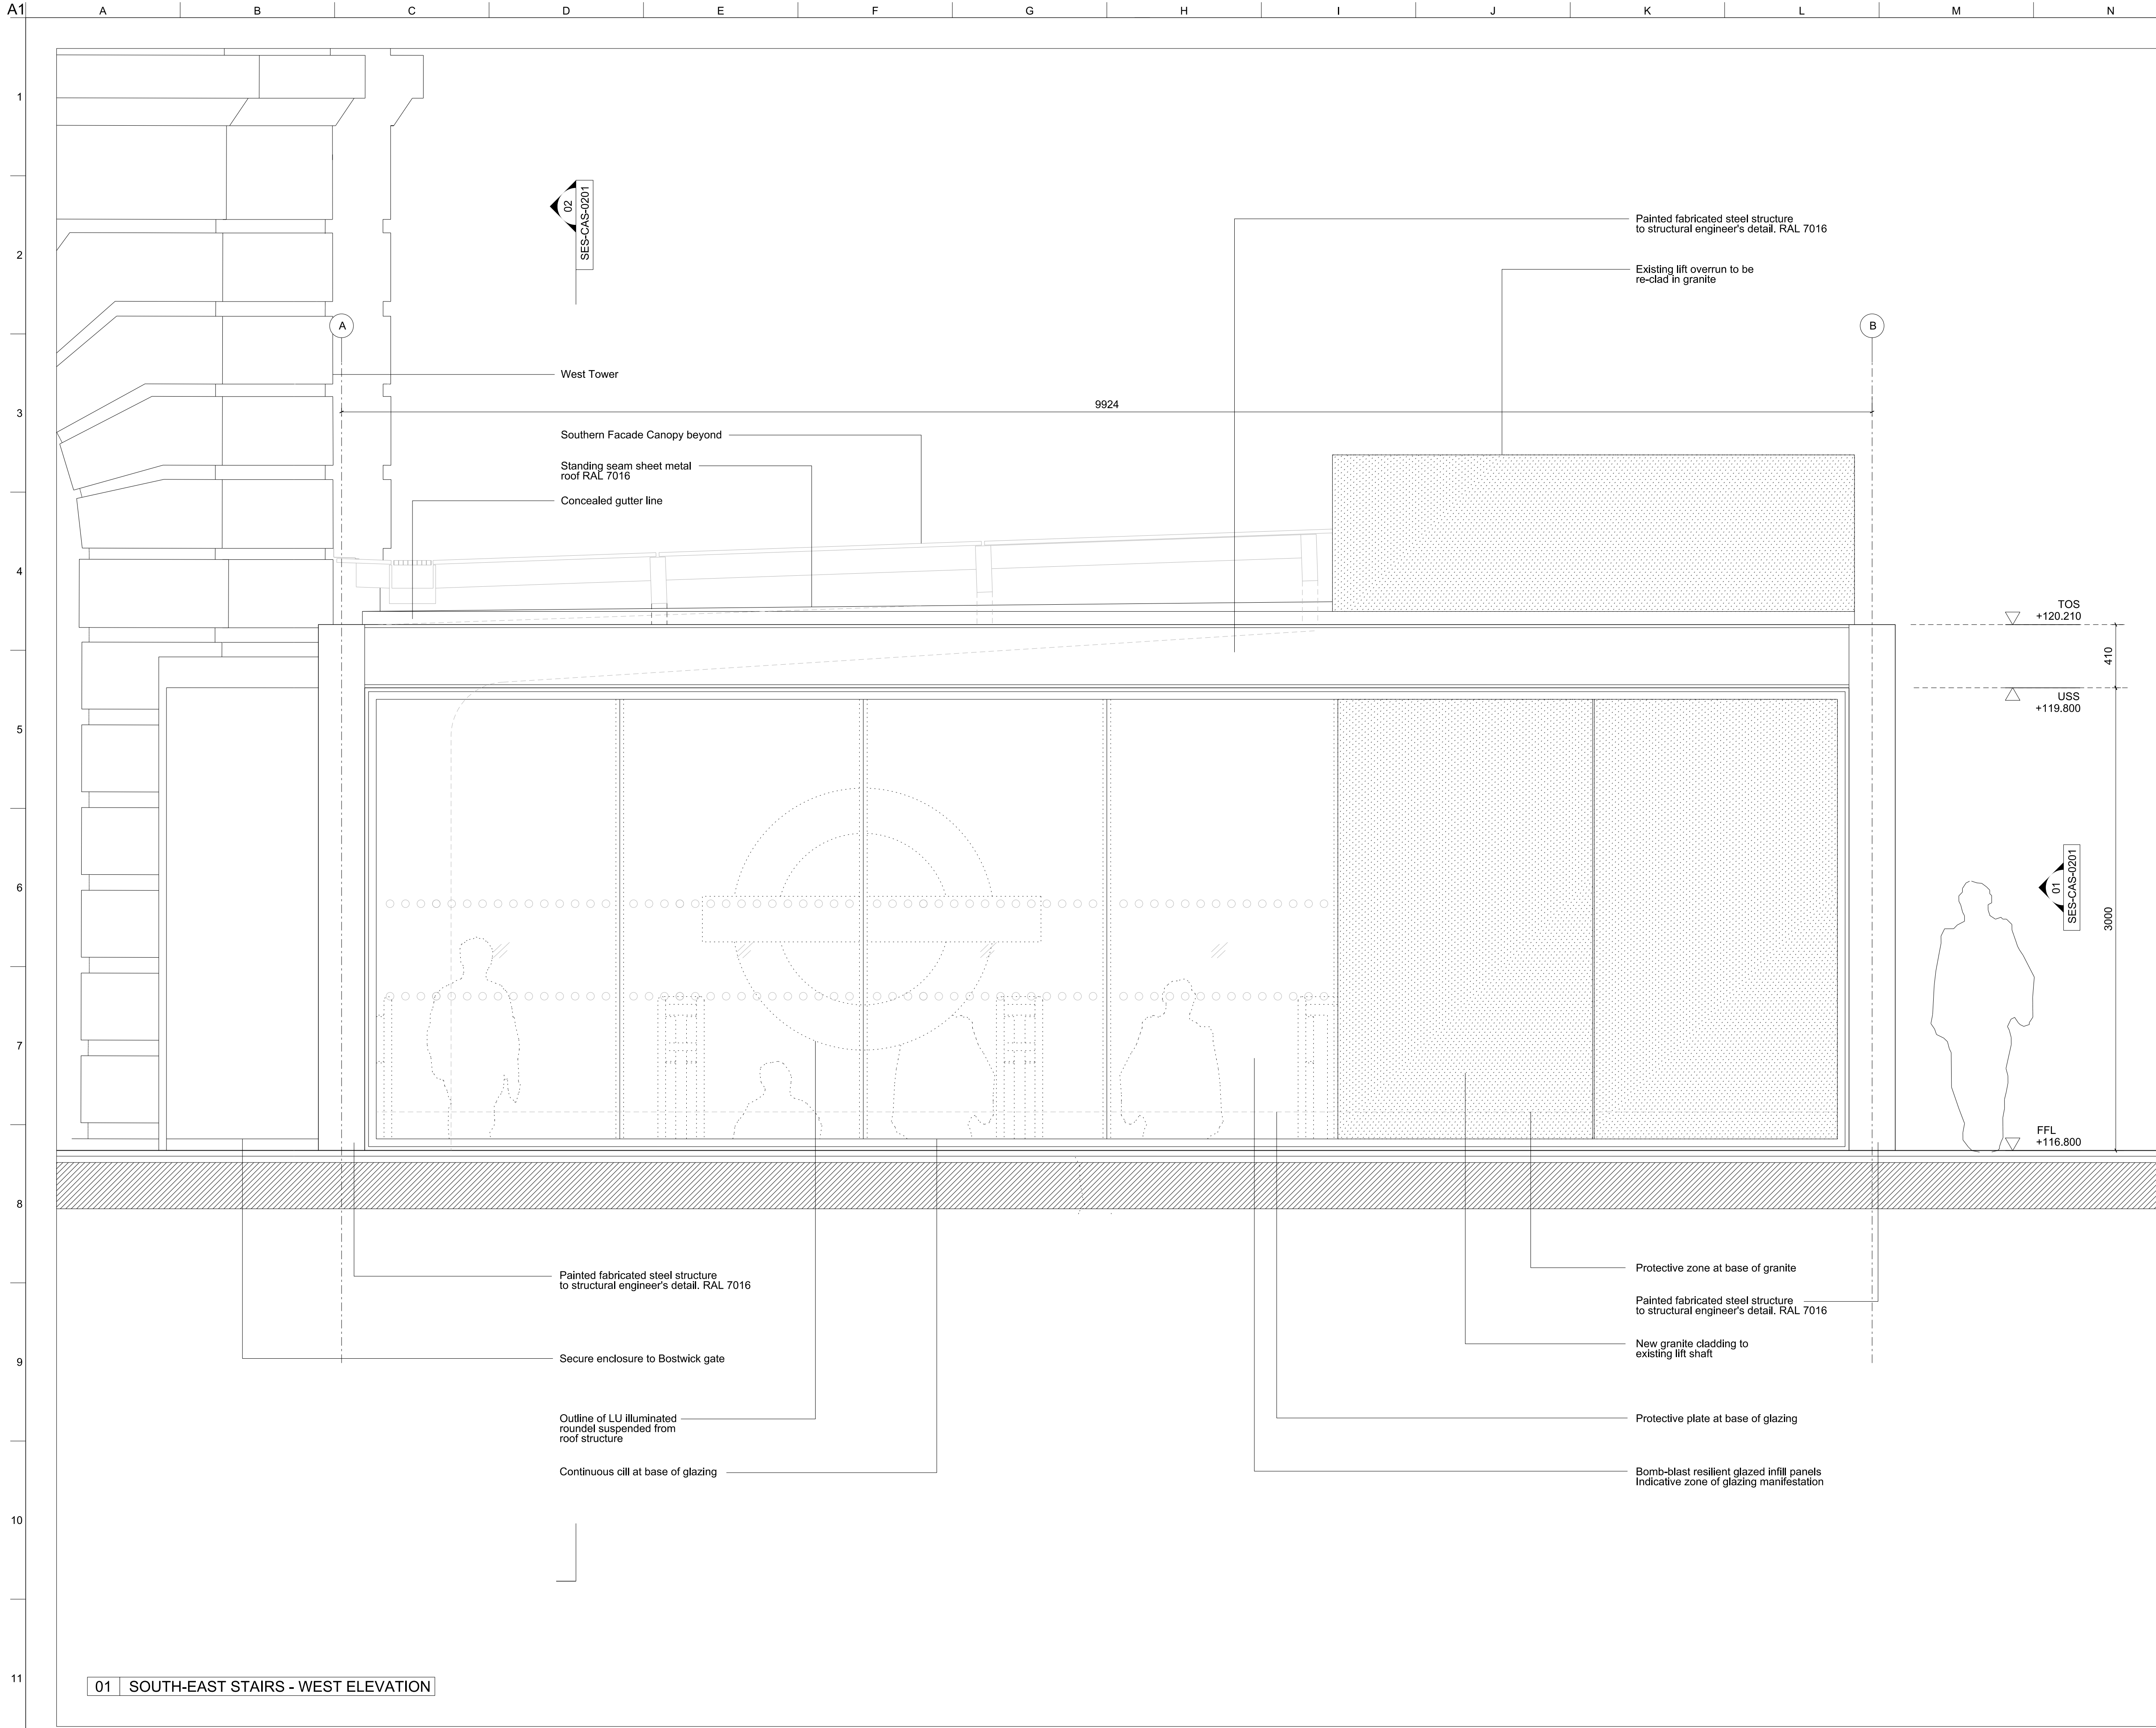 A1
A B C D E F G H I J K L M N
1
2
3
4
5
6
7
8
9
10
11
02
SES-CAS-0201
Painted fabricated steel structure
to structural engineer's detail. RAL 7016
Existing lift overrun to be
re-clad in granite
A
B
West Tower
9924
Southern Facade Canopy beyond
Standing seam sheet metal
roof RAL 7016
Concealed gutter line
TOS
+120.210
410
USS
+119.800
01
SES-CAS-0201
3000
FFL
+116.800
Painted fabricated steel structure
to structural engineer's detail. RAL 7016
Secure enclosure to Bostwick gate
Outline of LU illuminated
roundel suspended from
roof structure
Continuous cill at base of glazing
Protective zone at base of granite
Painted fabricated steel structure
to structural engineer's detail. RAL 7016
New granite cladding to
existing lift shaft
Protective plate at base of glazing
Bomb-blast resilient glazed infill panels
Indicative zone of glazing manifestation
01 SOUTH-EAST STAIRS - WEST ELEVATION